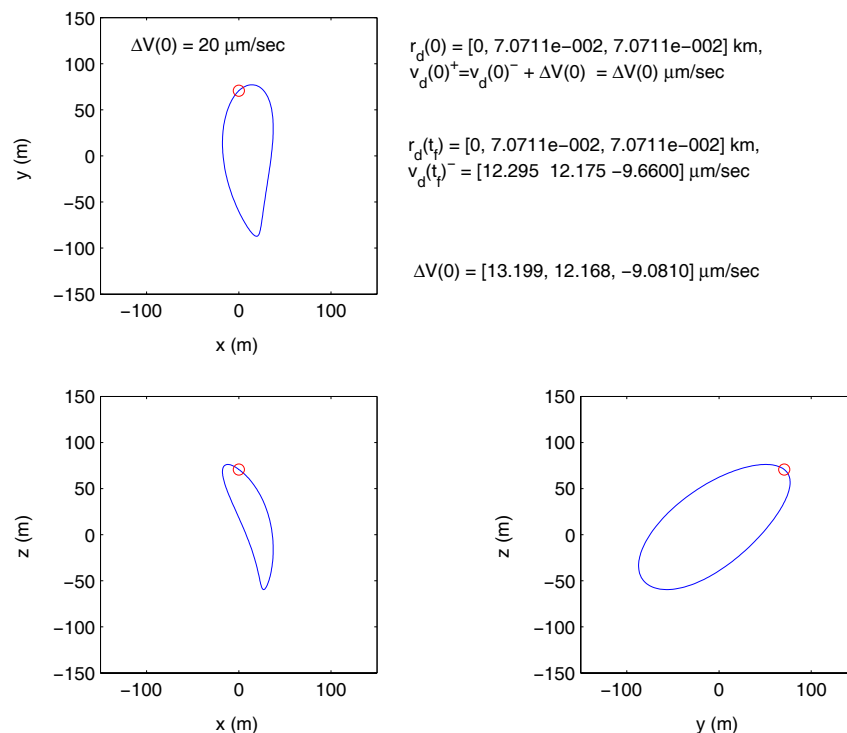 ΔV(0) = 20 μm/sec
150
100
50
0
−50
−100
−150
−100 0 100
x (m)
y (m)
r_d(0) = [0, 7.0711e-002, 7.0711e-002] km,
v_d(0)^+=v_d(0)^− + ΔV(0) = ΔV(0) μm/sec
r_d(t_f) = [0, 7.0711e-002, 7.0711e-002] km,
v_d(t_f)^− = [12.295 12.175 -9.6600] μm/sec
ΔV(0) = [13.199, 12.168, -9.0810] μm/sec
150
100
50
0
−50
−100
−150
−100 0 100
x (m)
z (m)
150
100
50
0
−50
−100
−150
−100 0 100
y (m)
z (m)